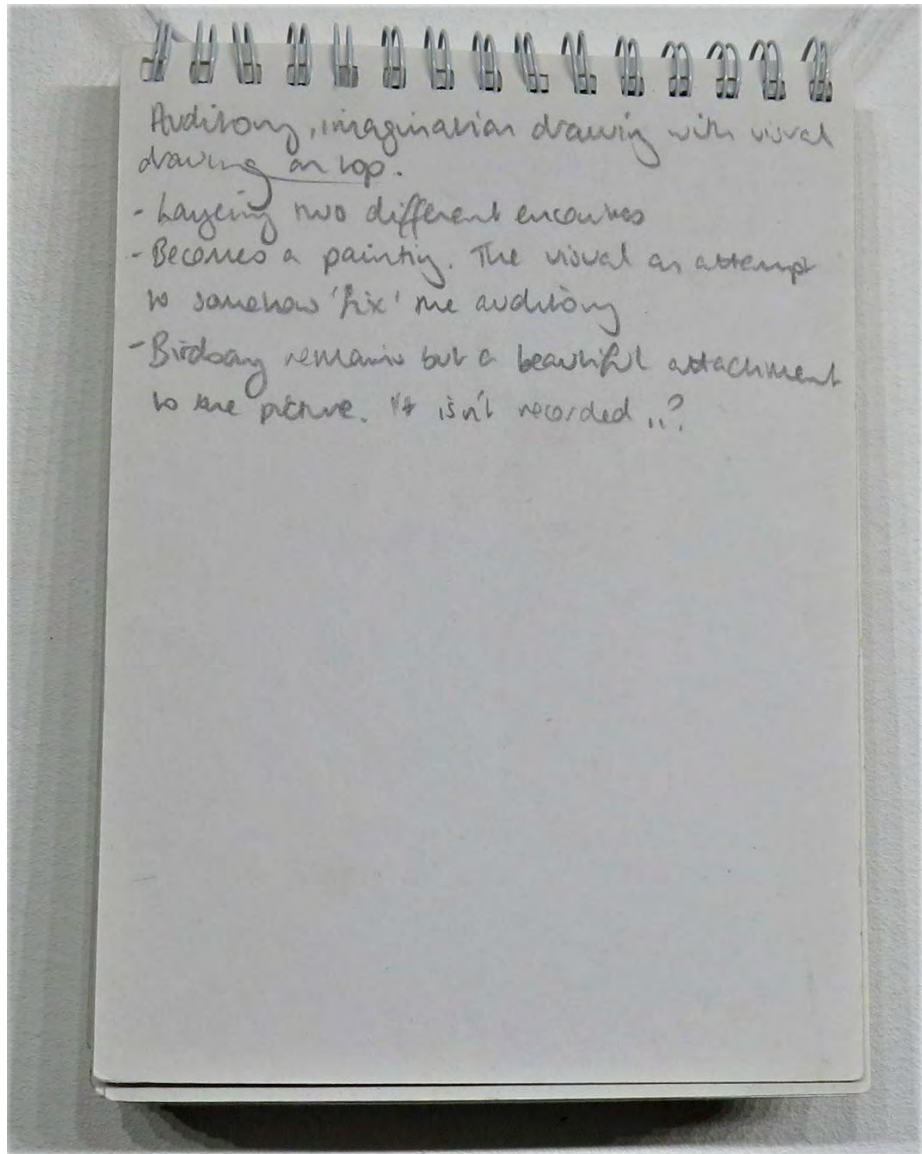 Auditory, imagination drawing with visual
drawing on top.
- Layering two different encounters
- Becomes a painting. The visual an attempt
to somehow 'fix' the auditory
- Birdsong remains but a beautiful attachment
to the picture. It isn't recorded ..?